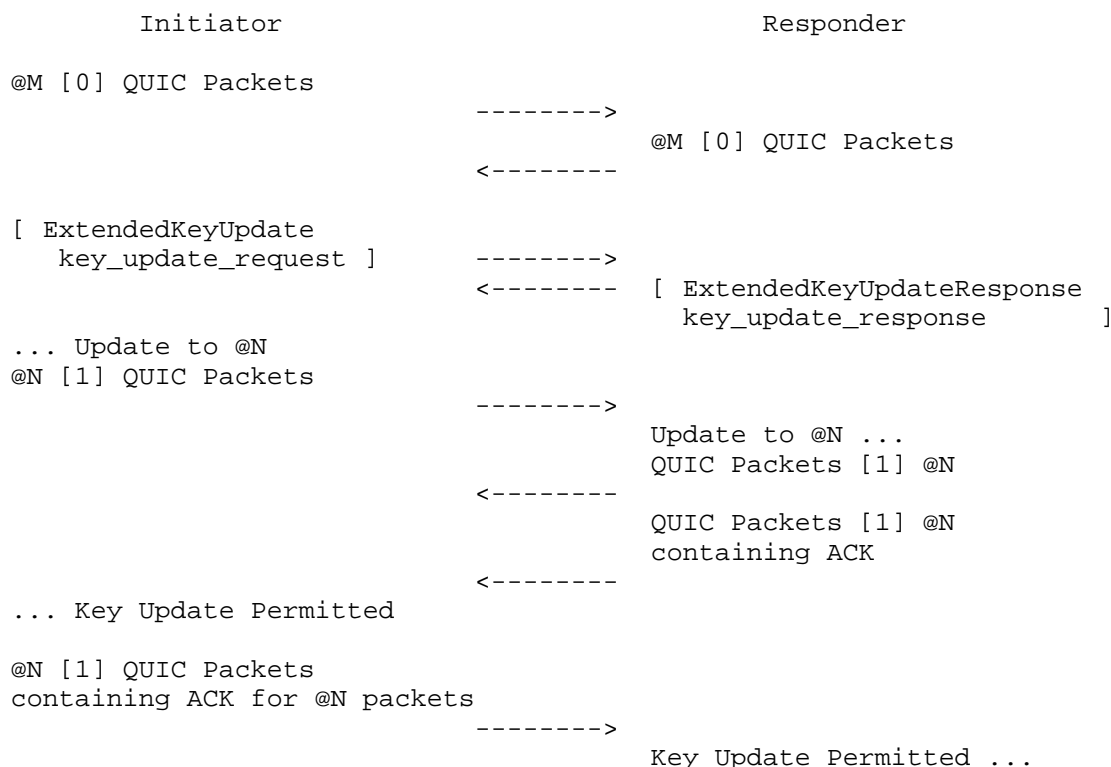 Initiator                              Responder
@M [0] QUIC Packets
-------->
@M [0] QUIC Packets
<--------
[ ExtendedKeyUpdate
key_update_request ]      -------->
<--------  [ ExtendedKeyUpdateResponse
key_update_response       ]
... Update to @N
@N [1] QUIC Packets
-------->
Update to @N ...
QUIC Packets [1] @N
<--------
QUIC Packets [1] @N
containing ACK
<--------
... Key Update Permitted
@N [1] QUIC Packets
containing ACK for @N packets
-------->
Key Update Permitted ...